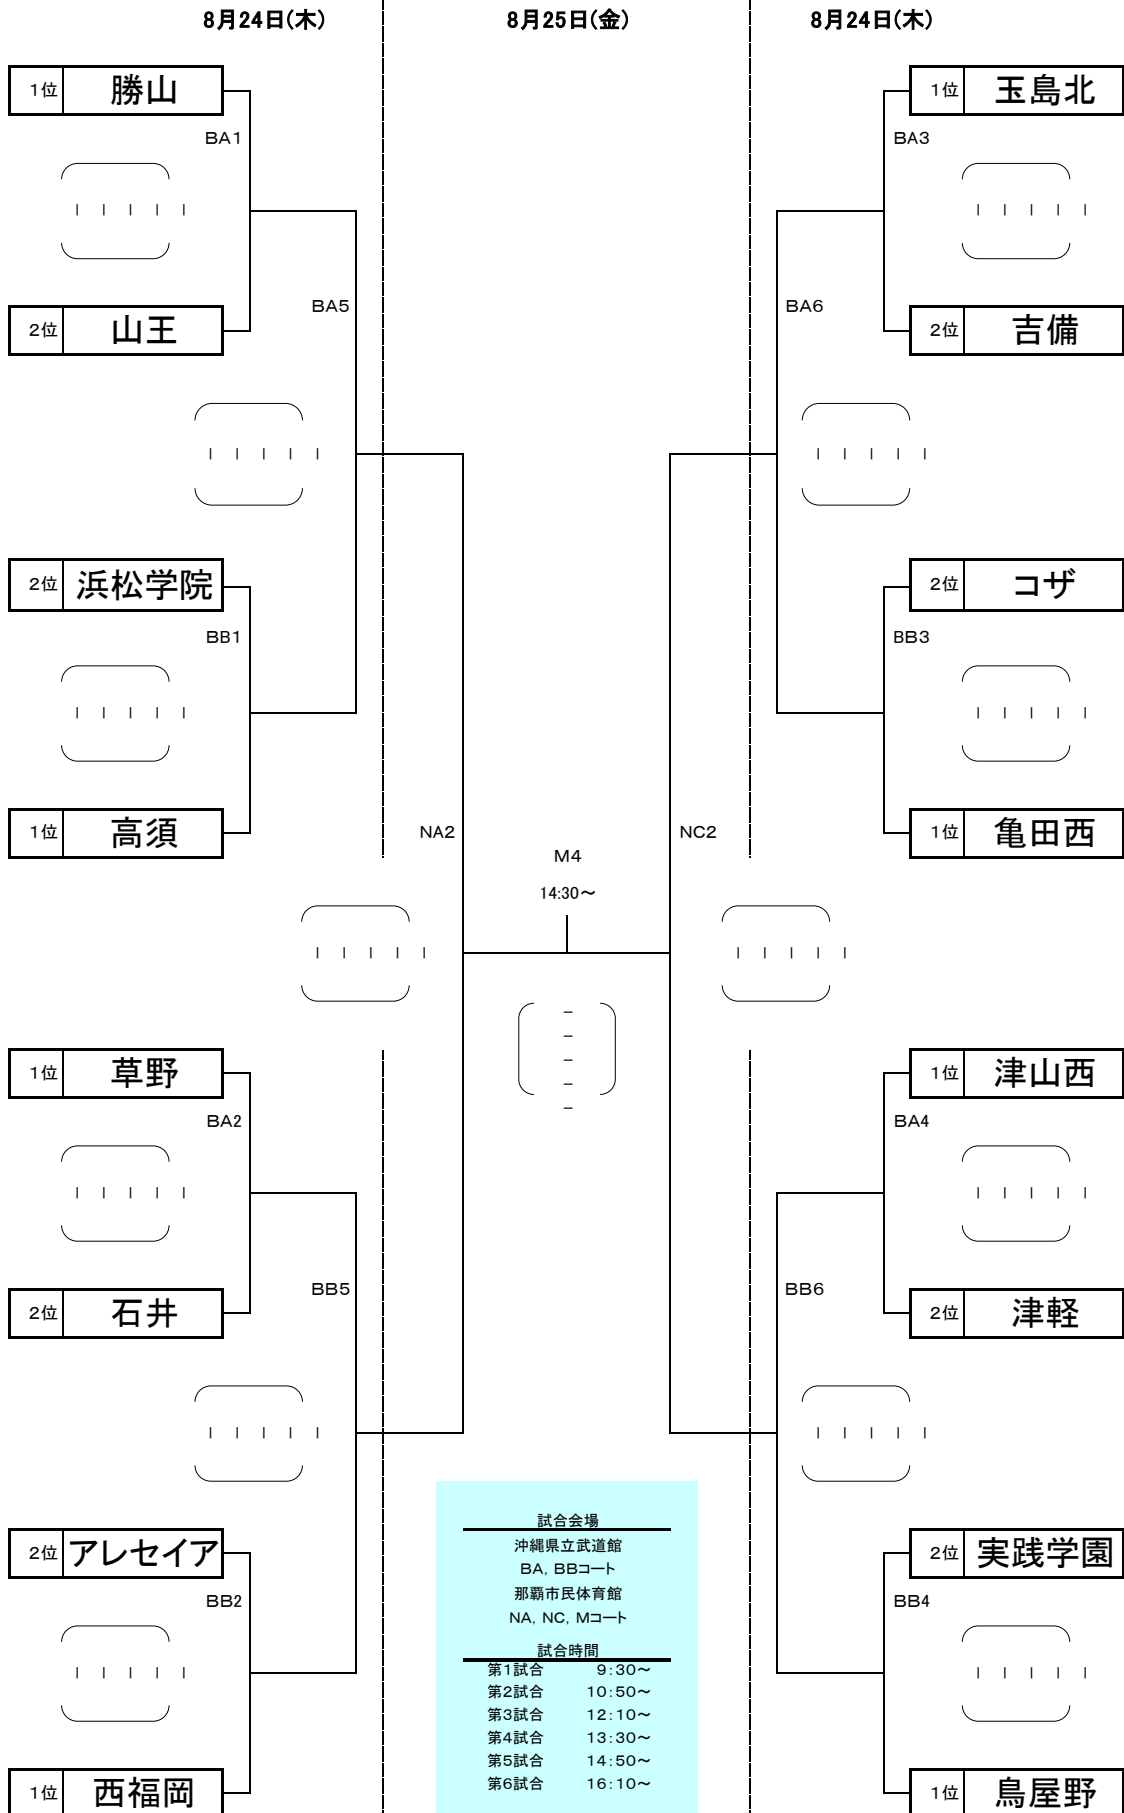 8月24日(木) 8月25日(金) 8月24日(木)
1位 勝山 1位 玉島北
BA1 BA3
BA5 BA6
2位 山王 2位 吉備
2位 浜松学院 2位 コザ
BB1 BB3
1位 高須 1位 亀田西
NA2 NC2
M4
14:30～
1位 草野 1位 津山西
BA2 BA4
BB5 BB6
2位 石井 2位 津軽
2位 アレセイア 2位 実践学園
BB2 BB4
1位 西福岡 1位 鳥屋野
試合会場
沖縄県立武道館
BA, BBコート
那覇市民体育館
NA, NC, Mコート
試合時間
第1試合 9:30～
第2試合 10:50～
第3試合 12:10～
第4試合 13:30～
第5試合 14:50～
第6試合 16:10～